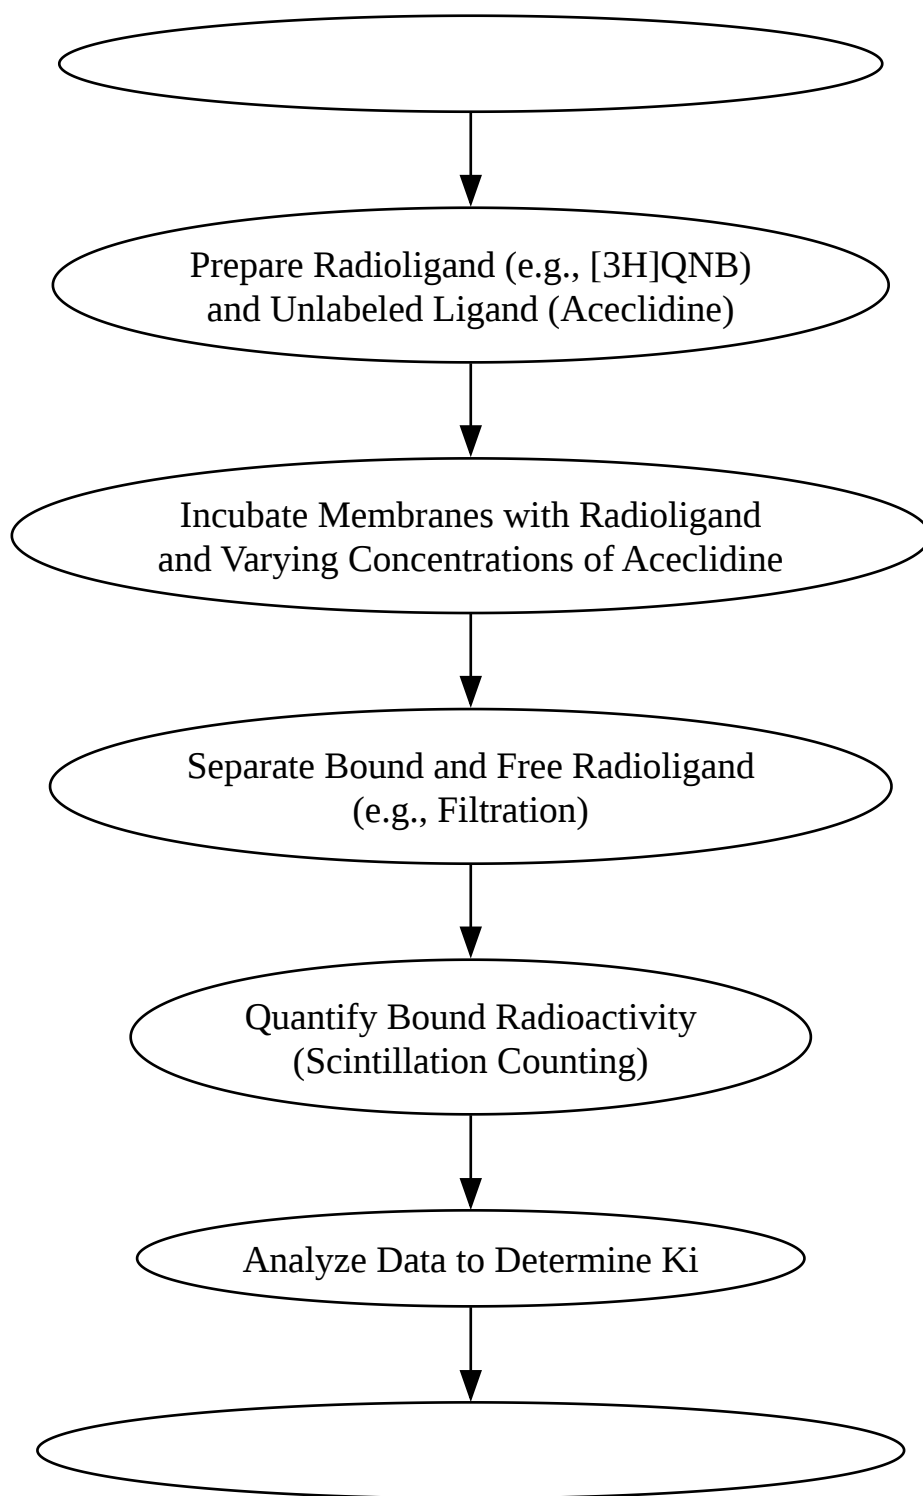 Prepare Radioligand (e.g., [3H]QNB)
and Unlabeled Ligand (Aceclidine)
Incubate Membranes with Radioligand
and Varying Concentrations of Aceclidine
Separate Bound and Free Radioligand
(e.g., Filtration)
Quantify Bound Radioactivity
(Scintillation Counting)
Analyze Data to Determine Ki